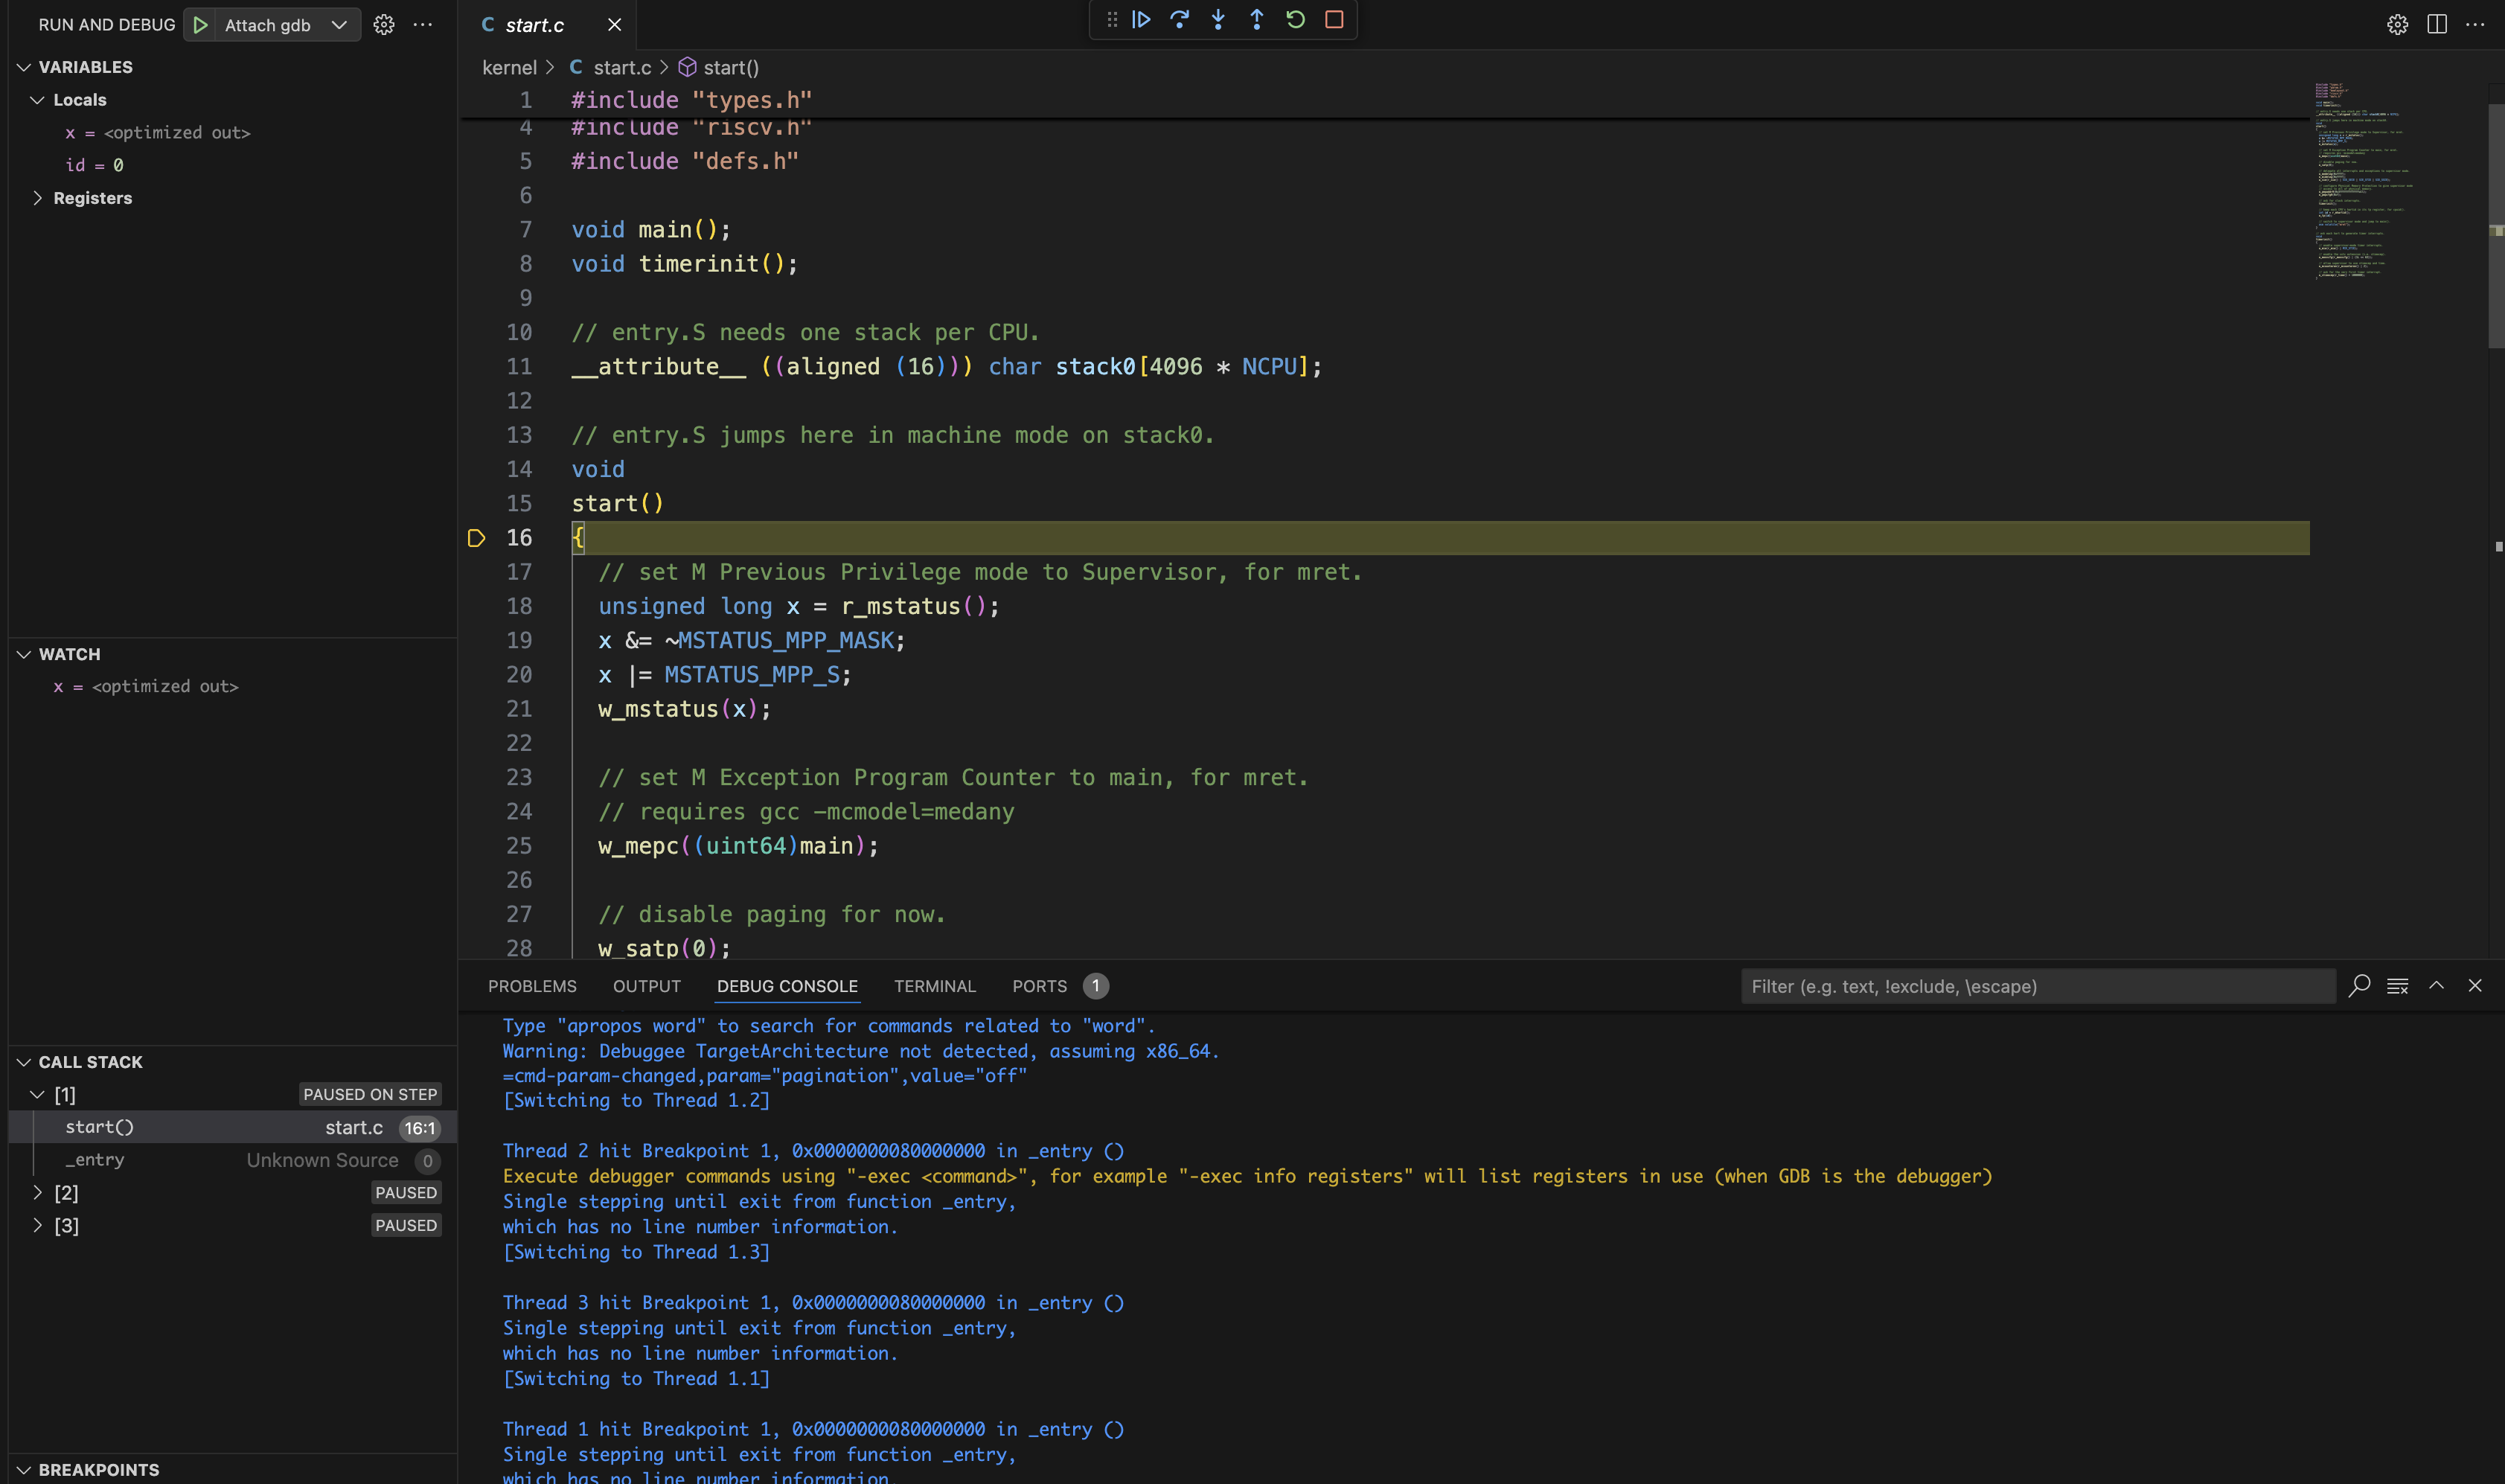 RUN AND DEBUG
Attach gdb
VARIABLES
Locals
x = <optimized out>
id = 0
Registers
WATCH
x = <optimized out>
CALL STACK
[1] PAUSED ON STEP
start() start.c 16:1
_entry Unknown Source 0
[2] PAUSED
[3] PAUSED
BREAKPOINTS
C start.c
kernel > C start.c > start()
1 #include "types.h"
4 #include "riscv.h"
5 #include "defs.h"
6
7 void main();
8 void timerinit();
9
10 // entry.S needs one stack per CPU.
11 __attribute__ ((aligned (16))) char stack0[4096 * NCPU];
12
13 // entry.S jumps here in machine mode on stack0.
14 void
15 start()
16 {
17 // set M Previous Privilege mode to Supervisor, for mret.
18 unsigned long x = r_mstatus();
19 x &= ~MSTATUS_MPP_MASK;
20 x |= MSTATUS_MPP_S;
21 w_mstatus(x);
22
23 // set M Exception Program Counter to main, for mret.
24 // requires gcc -mcmodel=medany
25 w_mepc((uint64)main);
26
27 // disable paging for now.
28 w_satp(0);
PROBLEMS OUTPUT DEBUG CONSOLE TERMINAL PORTS 1
Filter (e.g. text, !exclude, \escape)
Type "apropos word" to search for commands related to "word".
Warning: Debuggee TargetArchitecture not detected, assuming x86_64.
=cmd-param-changed,param="pagination",value="off"
[Switching to Thread 1.2]
Thread 2 hit Breakpoint 1, 0x0000000080000000 in _entry ()
Execute debugger commands using "-exec <command>", for example "-exec info registers" will list registers in use (when GDB is the debugger)
Single stepping until exit from function _entry,
which has no line number information.
[Switching to Thread 1.3]
Thread 3 hit Breakpoint 1, 0x0000000080000000 in _entry ()
Single stepping until exit from function _entry,
which has no line number information.
[Switching to Thread 1.1]
Thread 1 hit Breakpoint 1, 0x0000000080000000 in _entry ()
Single stepping until exit from function _entry,
which has no line number information.